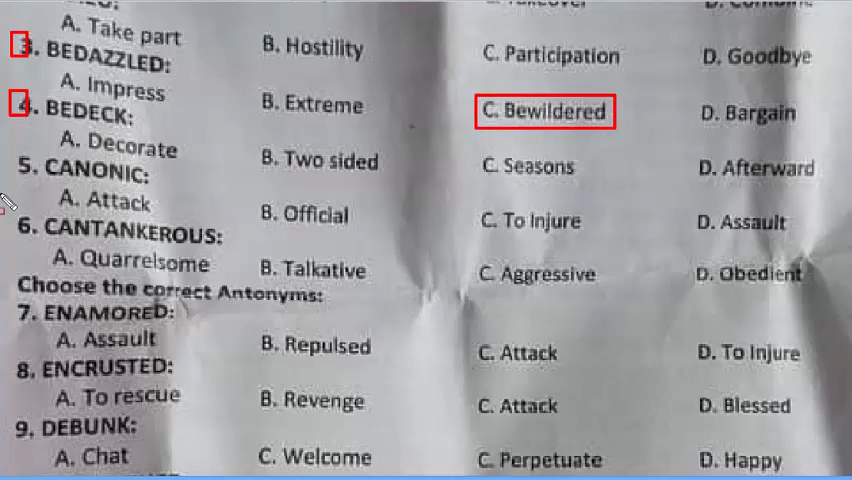 A. Take part B. Hostility C. Participation D. Goodbye
3. BEDAZZLED:
A. Impress B. Extreme C. Bewildered D. Bargain
4. BEDECK:
A. Decorate B. Two sided C. Seasons D. Afterward
5. CANONIC:
A. Attack B. Official C. To Injure D. Assault
6. CANTANKEROUS:
A. Quarrelsome B. Talkative C. Aggressive D. Obedient
Choose the correct Antonyms:
7. ENAMORED:
A. Assault B. Repulsed C. Attack D. To Injure
8. ENCRUSTED:
A. To rescue B. Revenge C. Attack D. Blessed
9. DEBUNK:
A. Chat C. Welcome C. Perpetuate D. Happy